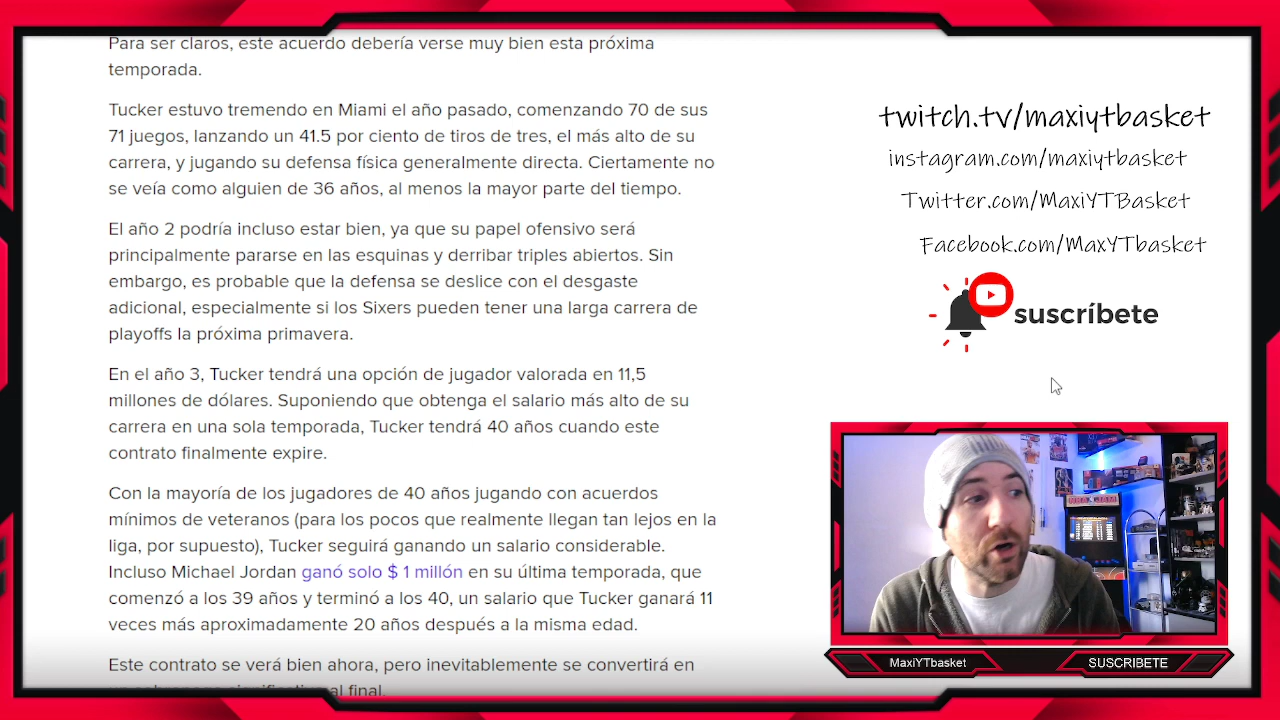 Para ser claros, este acuerdo debería verse muy bien esta próxima
temporada.
Tucker estuvo tremendo en Miami el año pasado, comenzando 70 de sus
71 juegos, lanzando un 41.5 por ciento de tiros de tres, el más alto de su
carrera, y jugando su defensa física generalmente directa. Ciertamente no
se veía como alguien de 36 años, al menos la mayor parte del tiempo.
El año 2 podría incluso estar bien, ya que su papel ofensivo será
principalmente pararse en las esquinas y derribar triples abiertos. Sin
embargo, es probable que la defensa se deslice con el desgaste
adicional, especialmente si los Sixers pueden tener una larga carrera de
playoffs la próxima primavera.
En el año 3, Tucker tendrá una opción de jugador valorada en 11,5
millones de dólares. Suponiendo que obtenga el salario más alto de su
carrera en una sola temporada, Tucker tendrá 40 años cuando este
contrato finalmente expire.
Con la mayoría de los jugadores de 40 años jugando con acuerdos
mínimos de veteranos (para los pocos que realmente llegan tan lejos en la
liga, por supuesto), Tucker seguirá ganando un salario considerable.
Incluso Michael Jordan ganó solo $ 1 millón en su última temporada, que
comenzó a los 39 años y terminó a los 40, un salario que Tucker ganará 11
veces más aproximadamente 20 años después a la misma edad.
Este contrato se verá bien ahora, pero inevitablemente se convertirá en
al final.
twitch.tv/maxiytbasket
instagram.com/maxiytbasket
Twitter.com/MaxiYTBasket
Facebook.com/MaxYTbasket
suscríbete
NBA JAM
MaxiYTbasket
SUSCRIBETE